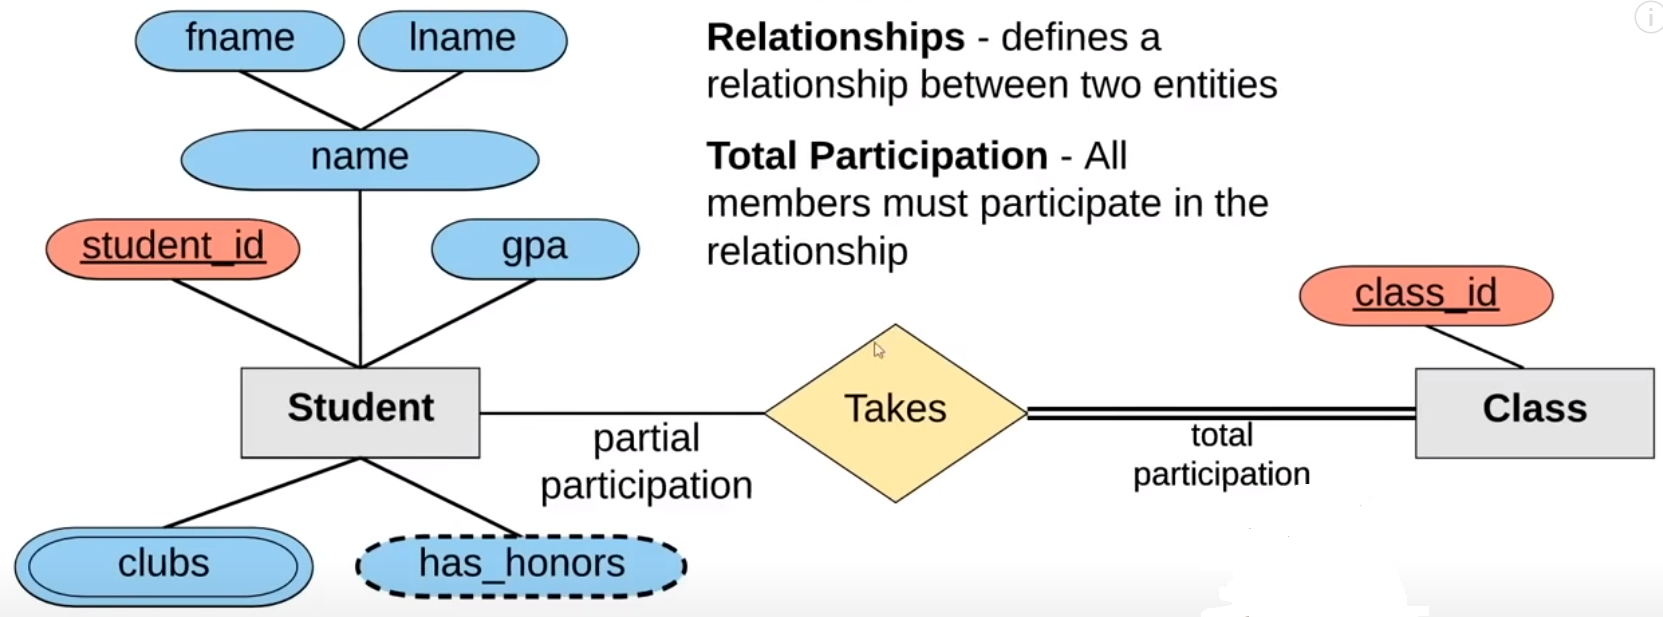 fname
lname
name
student_id
gpa
Relationships - defines a
relationship between two entities
Total Participation - All
members must participate in the
relationship
class_id
Student
partial
participation
Takes
total
participation
Class
clubs
has_honors